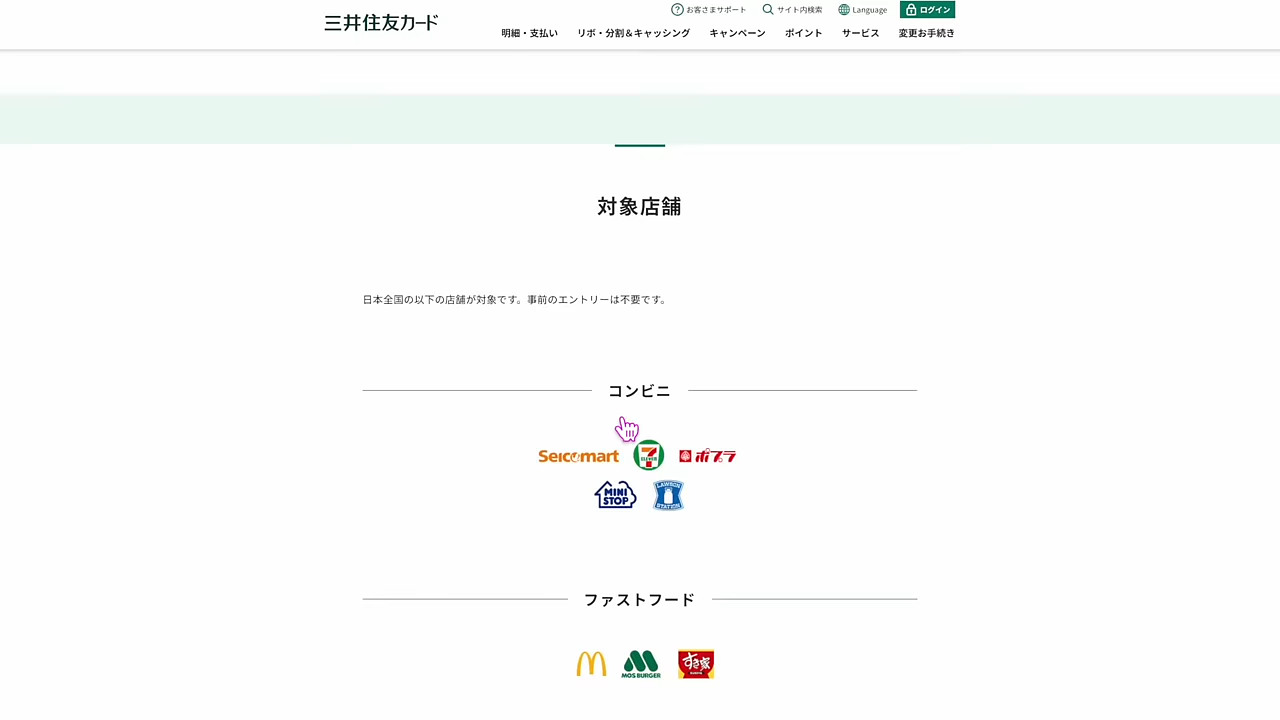 三井住友カード
お客さまサポート サイト内検索 Language ログイン
明細・支払い リボ・分割＆キャッシング キャンペーン ポイント サービス 変更お手続き
対象店舗
日本全国の以下の店舗が対象です。事前のエントリーは不要です。
コンビニ
Seicomart 7 ELEVEN ポプラ
MINI STOP LAWSON STATION
ファストフード
MOS BURGER すき家 SUKIYA